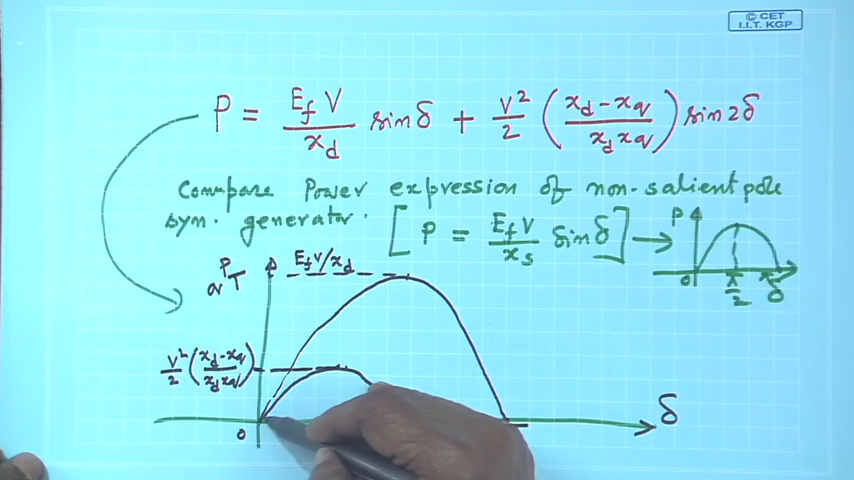 © CET
I.I.T. KGP
P = E_f V / x_d sin δ + V² / 2 ( x_d - x_q / x_d x_q ) sin 2δ
Compare Power expression of non-salient pole
syn. generator. [ P = E_f V / x_s sin δ ] →
P
0 π/2 π δ
P
or T
E_f V / x_d
V² / 2 ( x_d - x_q / x_d x_q )
0
δ